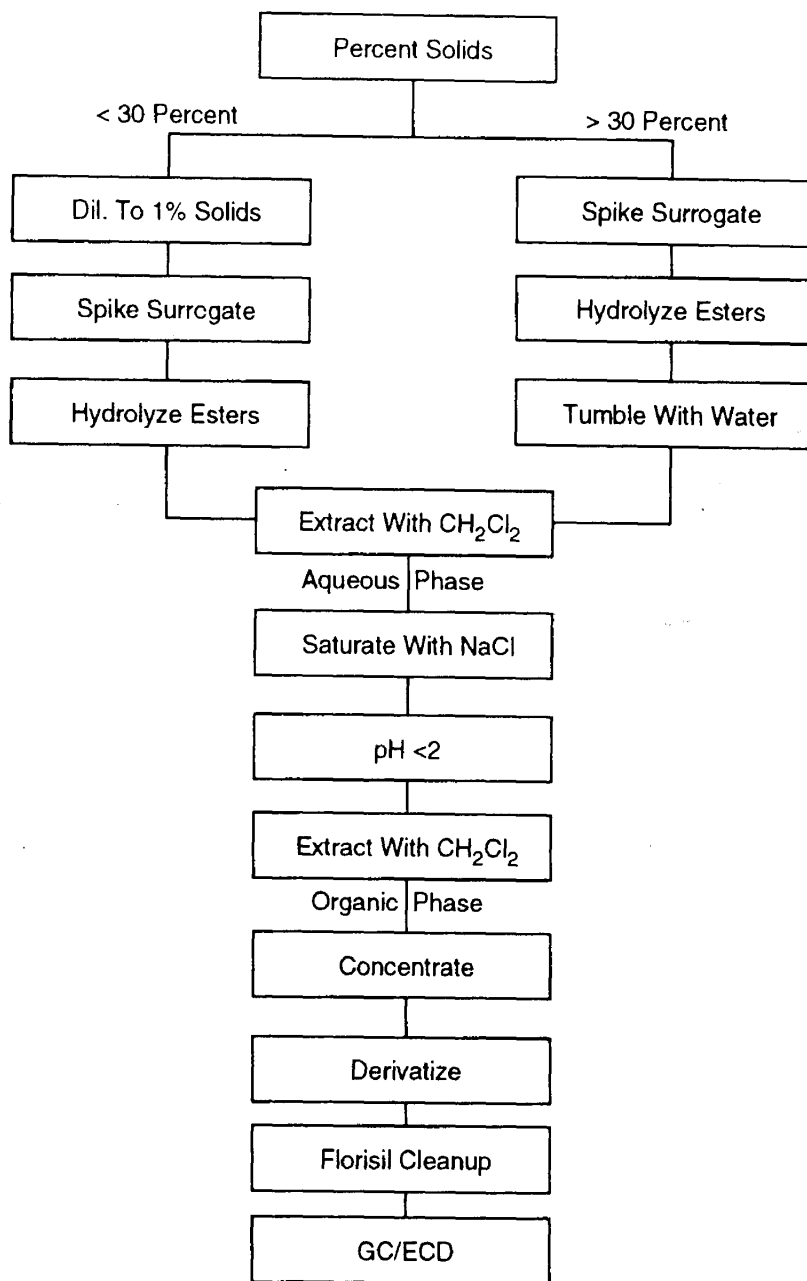 Percent Solids
< 30 Percent
> 30 Percent
Dil. To 1% Solids
Spike Surrogate
Spike Surrcgate
Hydrolyze Esters
Hydrolyze Esters
Tumble With Water
Extract With CH₂Cl₂
Aqueous Phase
Saturate With NaCl
pH <2
Extract With CH₂Cl₂
Organic Phase
Concentrate
Derivatize
Florisil Cleanup
GC/ECD